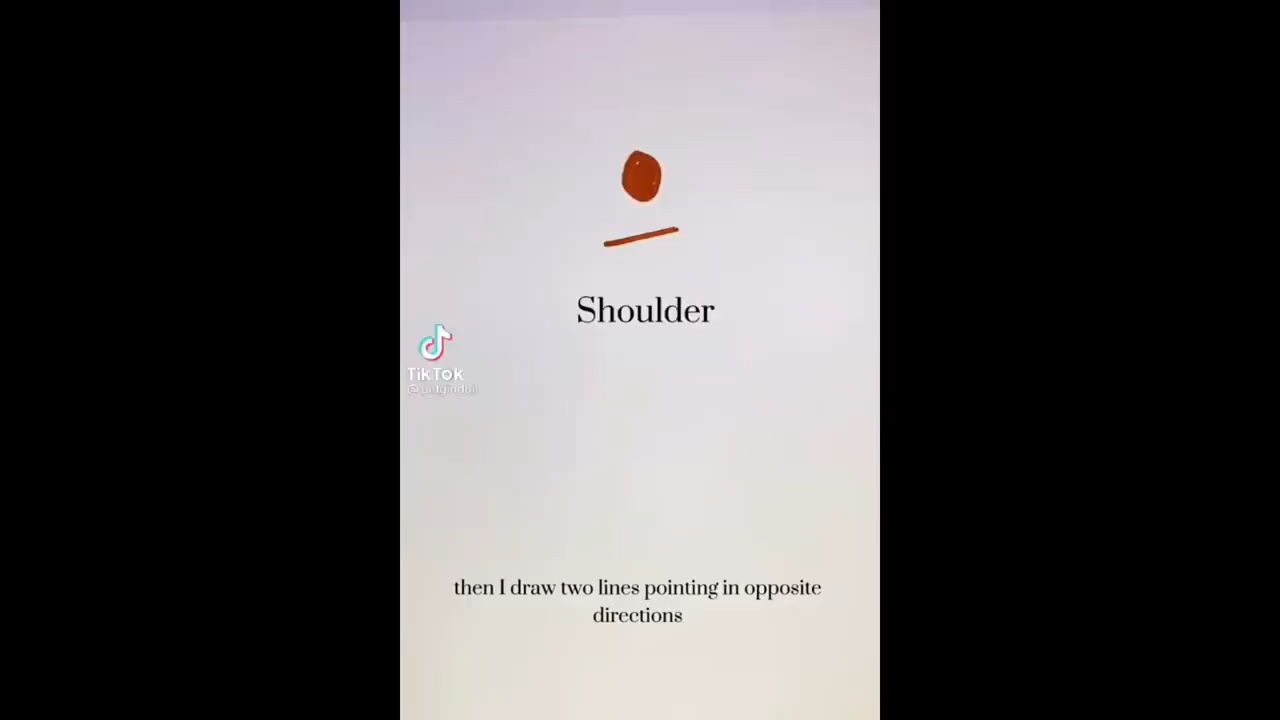 Shoulder
TikTok
then I draw two lines pointing in opposite
directions